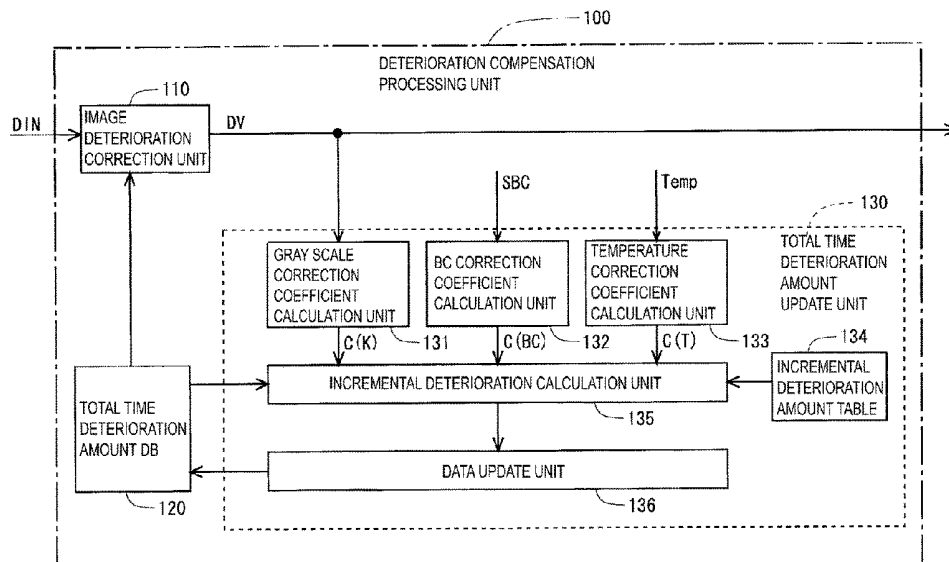 100
DETERIORATION COMPENSATION
PROCESSING UNIT
110
DIN
IMAGE
DETERIORATION
CORRECTION UNIT
DV
SBC
Temp
130
TOTAL TIME
DETERIORATION
AMOUNT
UPDATE UNIT
GRAY SCALE
CORRECTION
COEFFICIENT
CALCULATION UNIT
BC CORRECTION
COEFFICIENT
CALCULATION UNIT
TEMPERATURE
CORRECTION
COEFFICIENT
CALCULATION UNIT
C(K)
131
C(BC)
132
C(T)
133
134
INCREMENTAL DETERIORATION CALCULATION UNIT
135
INCREMENTAL
DETERIORATION
AMOUNT TABLE
TOTAL TIME
DETERIORATION
AMOUNT DB
120
DATA UPDATE UNIT
136